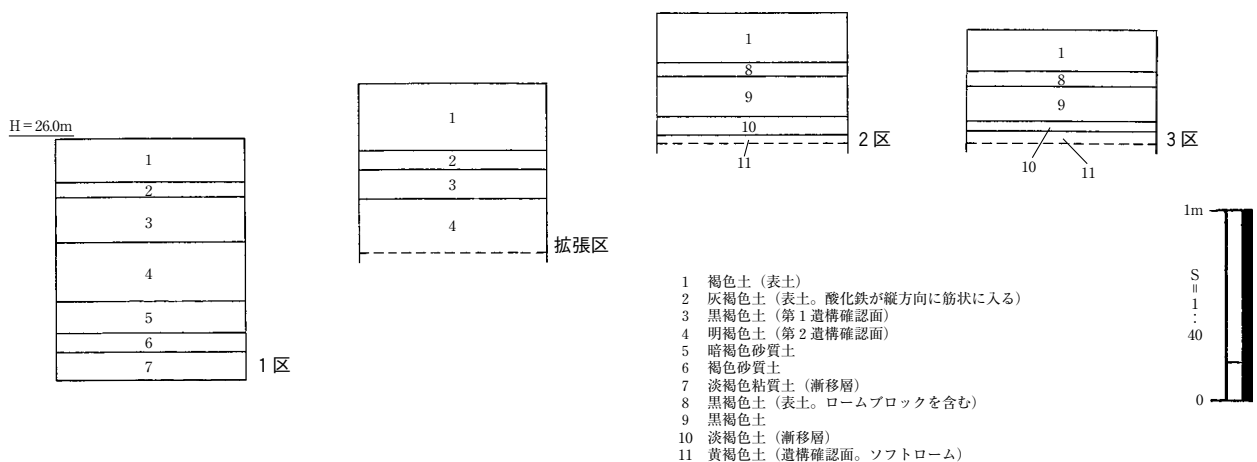 H=26.0m
1
2
3
4
5
6
7
1区
1
2
3
4
拡張区
1
8
9
10
11
2区
1
8
9
10
11
3区
1m
S=1:40
0
1 褐色土（表土）
2 灰褐色土（表土。酸化鉄が縦方向に筋状に入る）
3 黒褐色土（第1遺構確認面）
4 明褐色土（第2遺構確認面）
5 暗褐色砂質土
6 褐色砂質土
7 淡褐色粘質土（漸移層）
8 黒褐色土（表土。ロームブロックを含む）
9 黒褐色土
10 淡褐色土（漸移層）
11 黄褐色土（遺構確認面。ソフトローム）